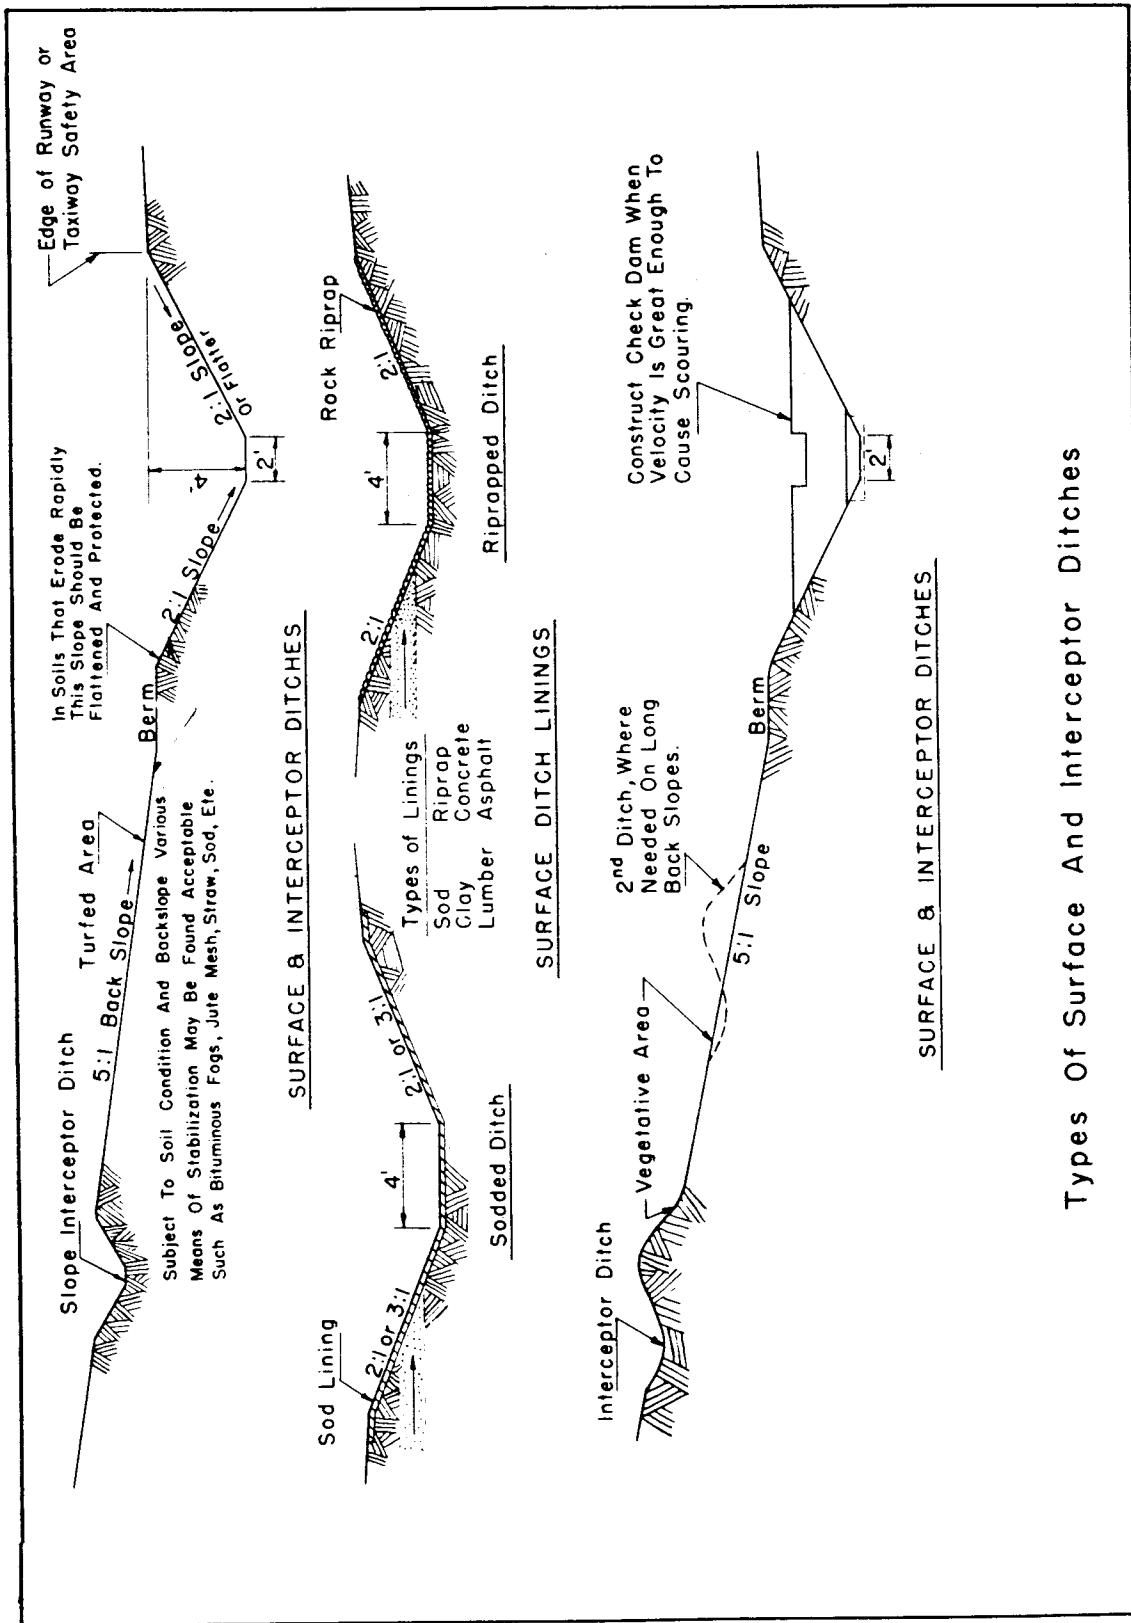 Edge of Runway or
Taxiway Safety Area
In Soils That Erode Rapidly
This Slope Should Be
Flattened And Protected.
Slope Interceptor Ditch
Turfed Area
5:1 Back Slope
Berm
2:1 Slope
4'
2'
2:1 Slope
Or Flatter
Subject To Soil Condition And Backslope Various
Means Of Stabilization May Be Found Acceptable
Such As Bituminous Fogs, Jute Mesh, Straw, Sod, Ete.
SURFACE & INTERCEPTOR DITCHES
Sod Lining
2:1 or 3:1
4'
2:1 or 3:1
Sodded Ditch
Types of Linings
Sod Riprap
Clay Concrete
Lumber Asphalt
2:1
4'
2:1
Rock Riprap
Riprapped Ditch
SURFACE DITCH LININGS
Interceptor Ditch
Vegetative Area
2nd Ditch, Where
Needed On Long
Back Slopes.
5:1 Slope
Berm
Construct Check Dam When
Velocity Is Great Enough To
Cause Scouring.
2'
SURFACE & INTERCEPTOR DITCHES
Types Of Surface And Interceptor Ditches